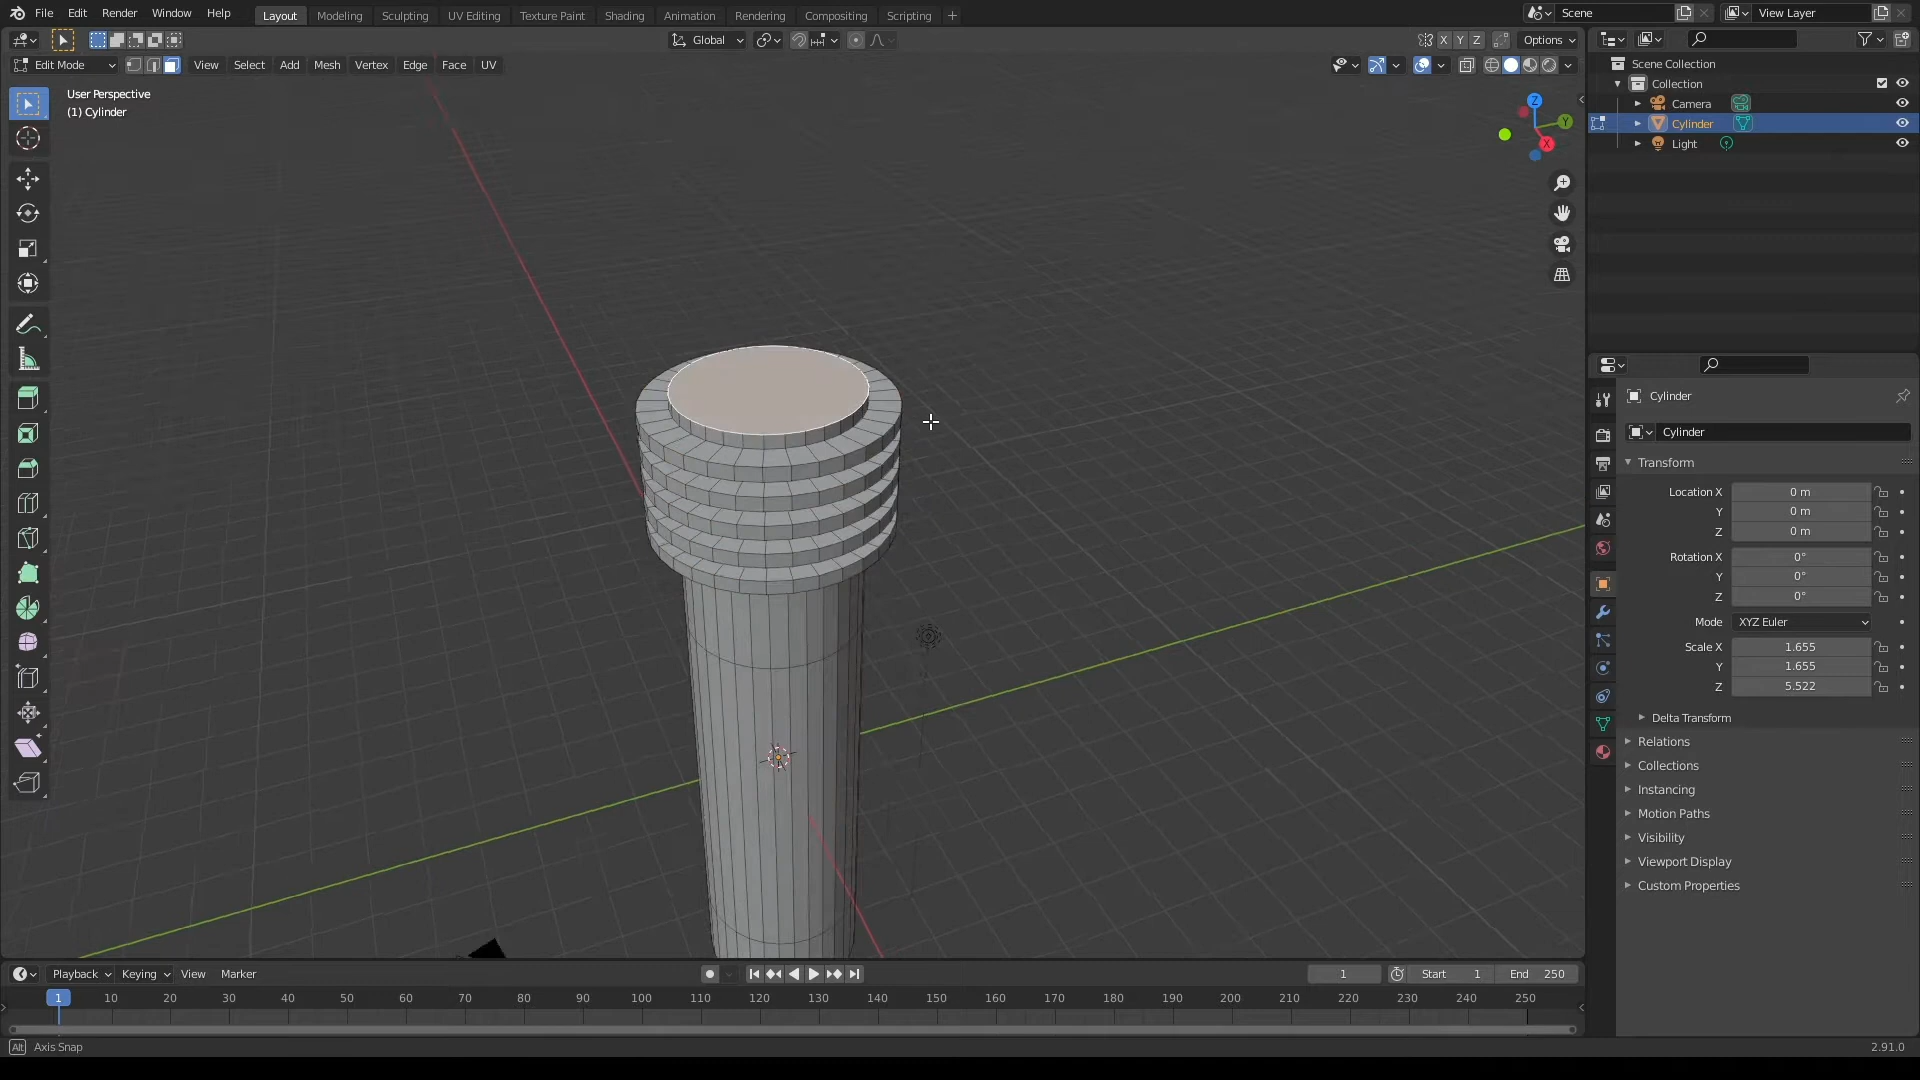 File Edit Render Window Help Layout Modeling Sculpting UV Editing Texture Paint Shading Animation Rendering Compositing Scripting + Scene View Layer
Global X Y Z Options
Edit Mode View Select Add Mesh Vertex Edge Face UV
User Perspective
(1) Cylinder
Z
Y
X
Scene Collection
Collection
Camera
Cylinder
Light
Cylinder
Cylinder
Transform
Location X 0 m
Y 0 m
Z 0 m
Rotation X 0°
Y 0°
Z 0°
Mode XYZ Euler
Scale X 1.655
Y 1.655
Z 5.522
Delta Transform
Relations
Collections
Instancing
Motion Paths
Visibility
Viewport Display
Custom Properties
Playback Keying View Marker 1 Start 1 End 250
1 10 20 30 40 50 60 70 80 90 100 110 120 130 140 150 160 170 180 190 200 210 220 230 240 250
Alt Axis Snap 2.91.0